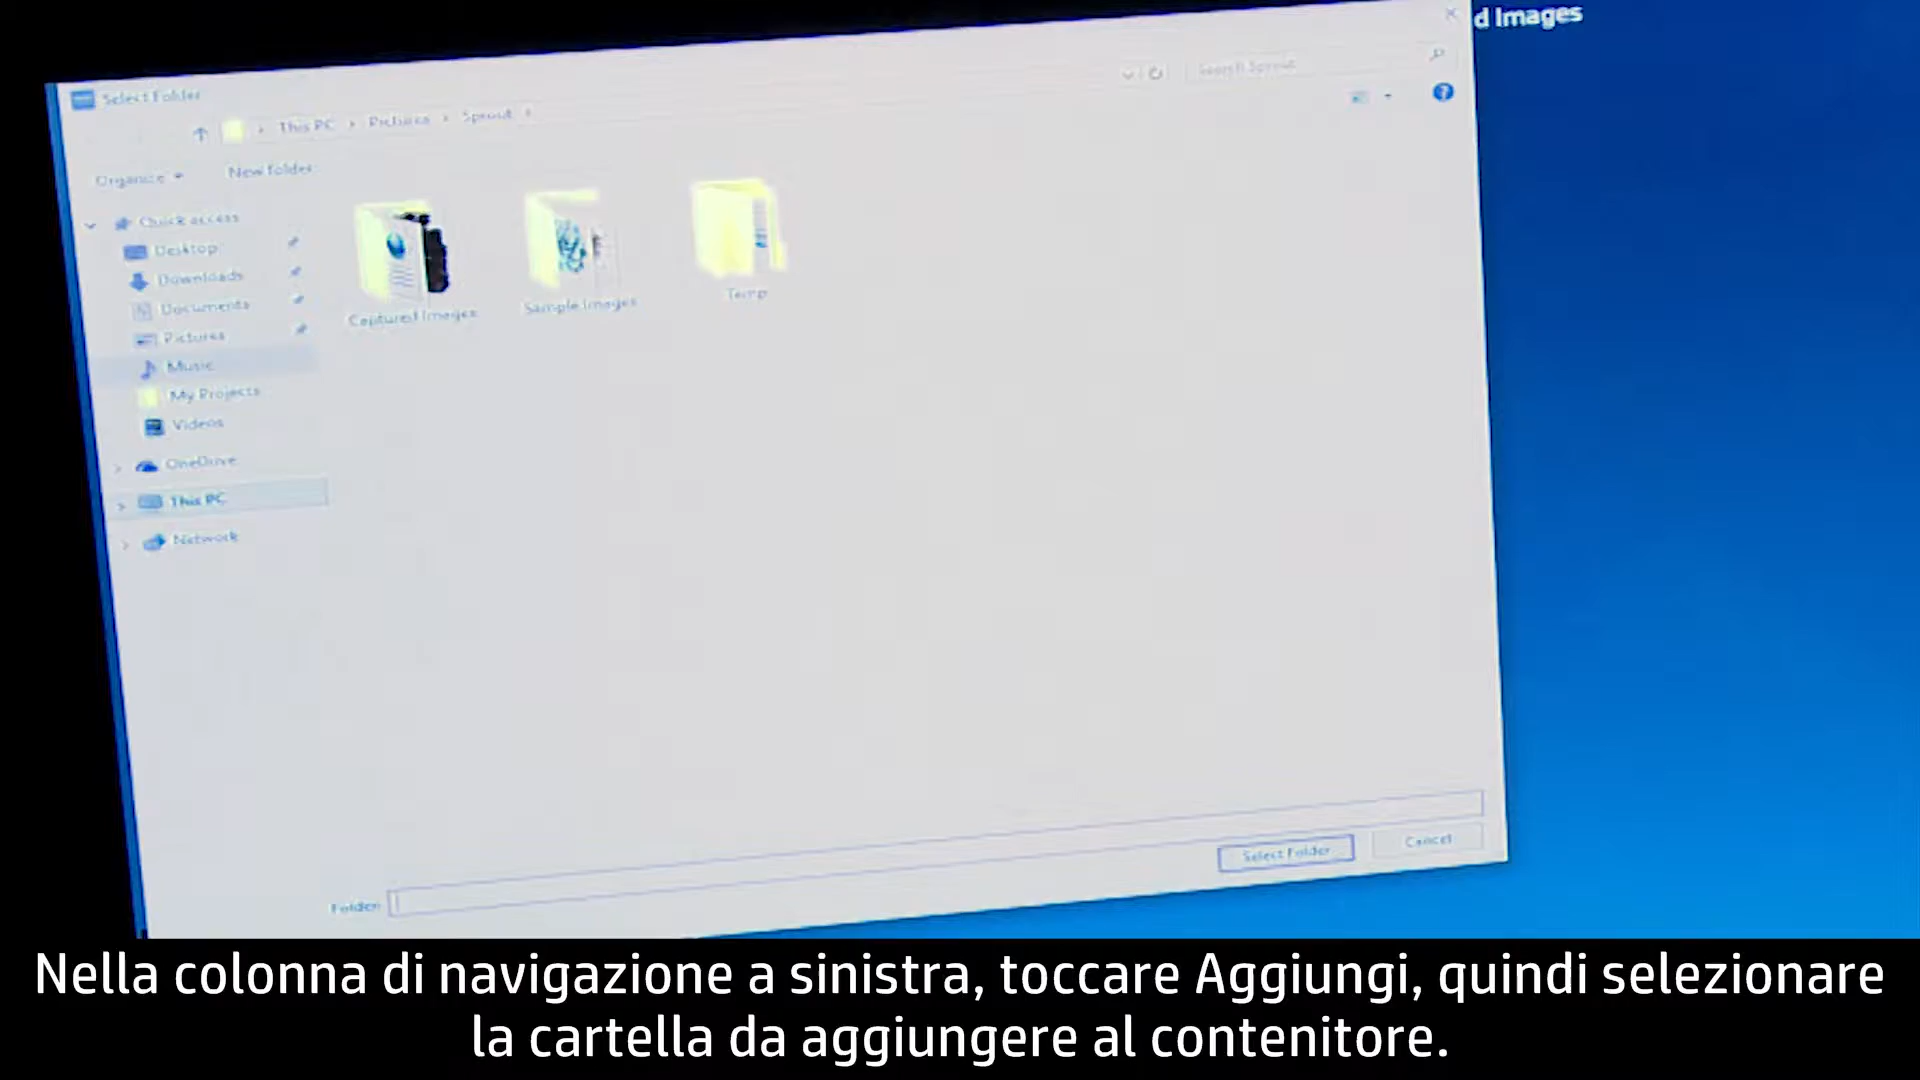 d Images
Select Folder
This PC > Pictures > Sprout >
Search Sprout
Organize
New folder
Quick access
Desktop
Downloads
Documents
Pictures
Music
My Projects
Videos
OneDrive
This PC
Network
Captured Images
Sample Images
Temp
Folder:
Select Folder
Cancel
Nella colonna di navigazione a sinistra, toccare Aggiungi, quindi selezionare
la cartella da aggiungere al contenitore.